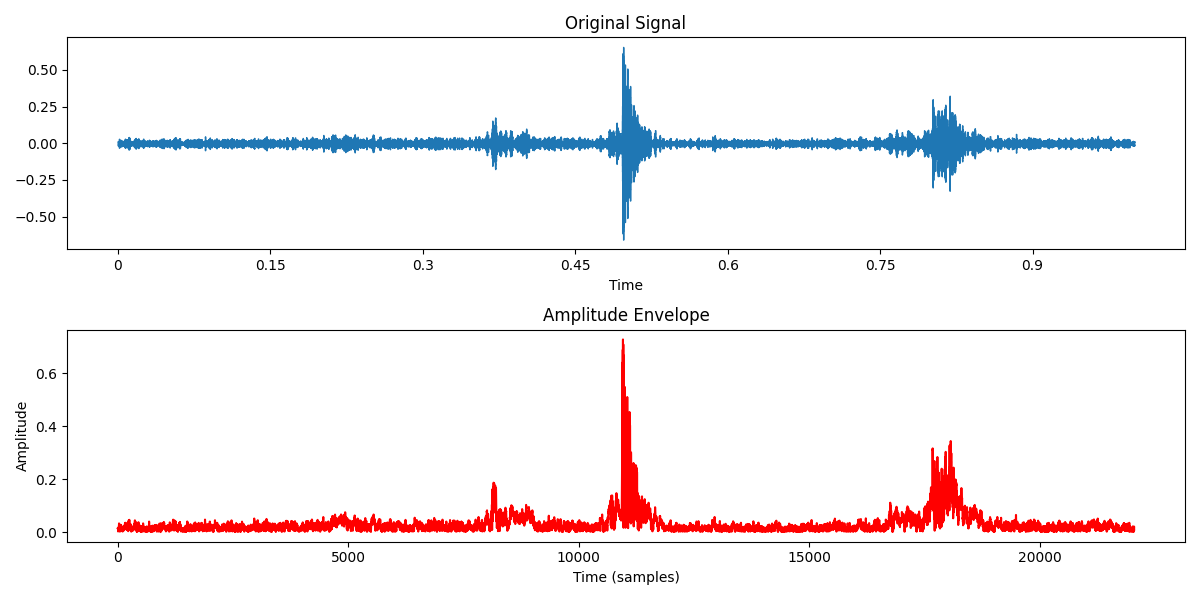 Original Signal
0.50
0.25
0.00
−0.25
−0.50
0 0.15 0.3 0.45 0.6 0.75 0.9
Time
Amplitude Envelope
Amplitude
0.6
0.4
0.2
0.0
0 5000 10000 15000 20000
Time (samples)